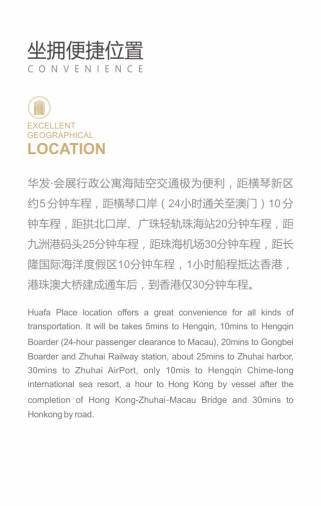 坐拥便捷位置
CONVENIENCE
EXCELLENT
GEOGRAPHICAL
LOCATION
华发·会展行政公寓海陆空交通极为便利，距横琴新区
约5分钟车程，距横琴口岸（24小时通关至澳门）10分
钟车程，距拱北口岸、广珠轻轨珠海站20分钟车程，距
九洲港码头25分钟车程，距珠海机场30分钟车程，距长
隆国际海洋度假区10分钟车程，1小时船程抵达香港，
港珠澳大桥建成通车后，到香港仅30分钟车程。
Huafa Place location offers a great convenience for all kinds of
transportation. It will be takes 5mins to Hengqin, 10mins to Hengqin
Boarder (24-hour passenger clearance to Macau), 20mins to Gongbei
Boarder and Zhuhai Railway station, about 25mins to Zhuhai harbor,
30mins to Zhuhai AirPort, only 10mis to Hengqin Chime-long
international sea resort, a hour to Hong Kong by vessel after the
completion of Hong Kong-Zhuhai-Macau Bridge and 30mins to
Honkong by road.